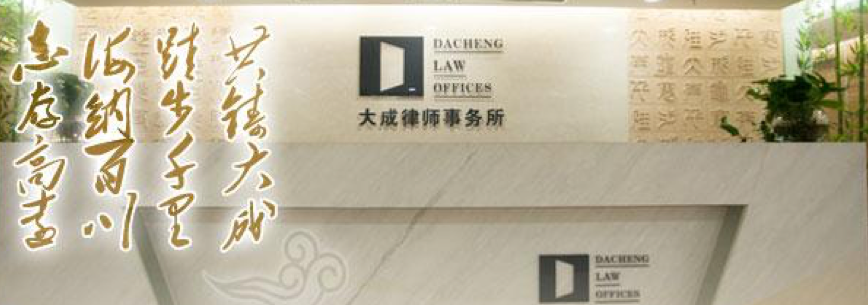 志存高远
海纳百川
跬步千里
共铸大成
DACHENG
LAW
OFFICES
大成律师事务所
DACHENG
LAW
OFFICES